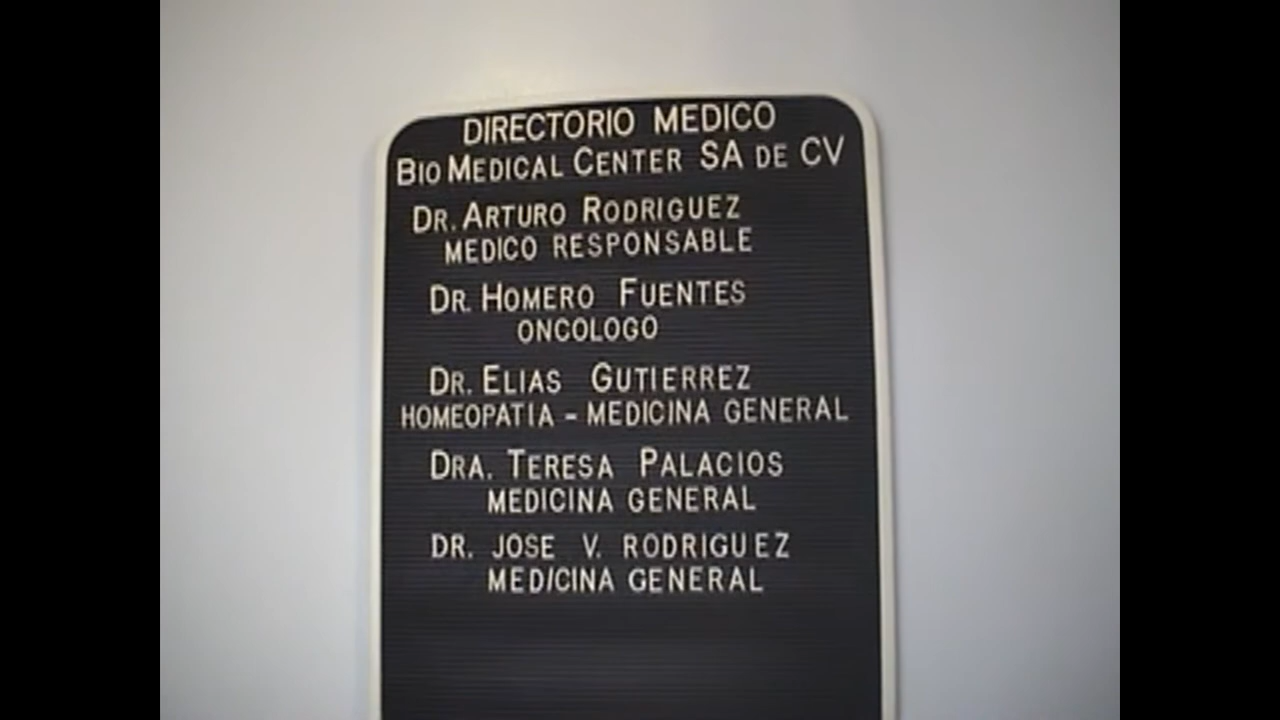 DIRECTORIO MEDICO
BIO MEDICAL CENTER SA DE CV
DR. ARTURO RODRIGUEZ
MEDICO RESPONSABLE
DR. HOMERO FUENTES
ONCOLOGO
DR. ELIAS GUTIERREZ
HOMEOPATIA - MEDICINA GENERAL
DRA. TERESA PALACIOS
MEDICINA GENERAL
DR. JOSE V. RODRIGUEZ
MEDICINA GENERAL